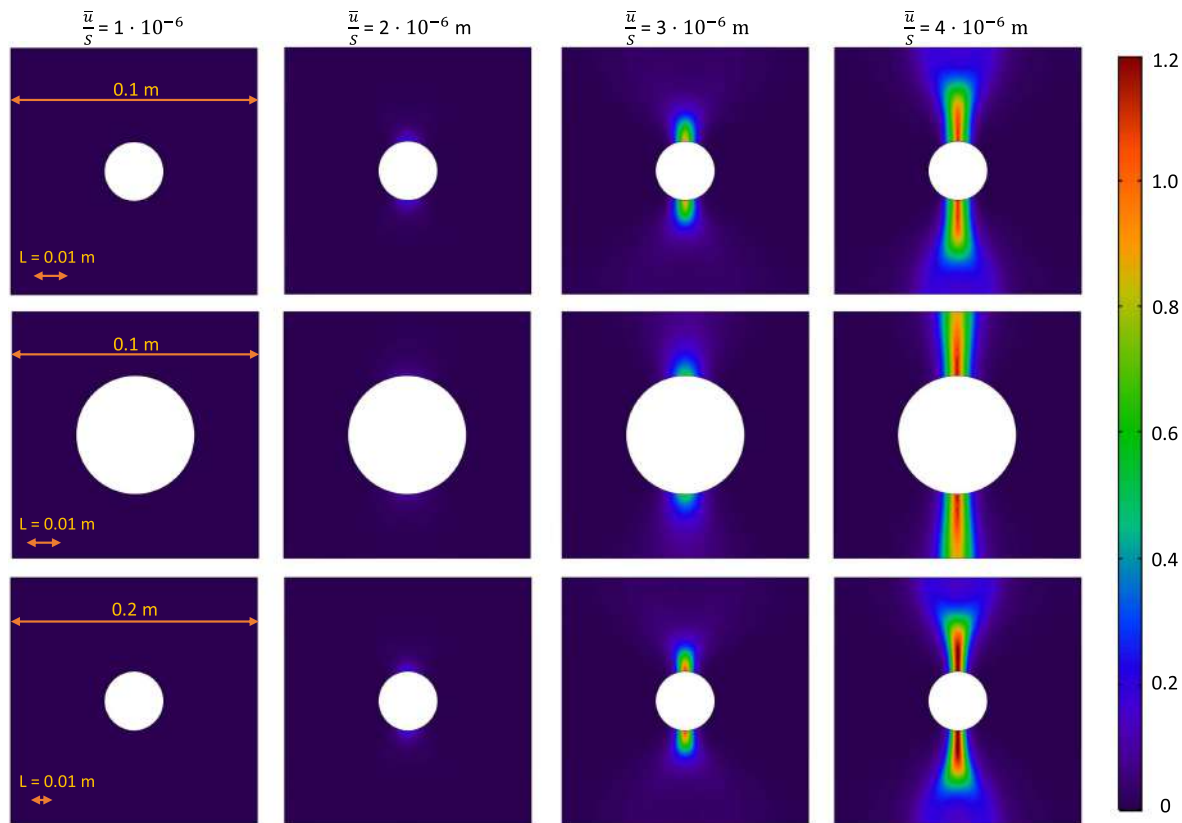 u̅/s = 1 · 10⁻⁶
u̅/s = 2 · 10⁻⁶ m
u̅/s = 3 · 10⁻⁶ m
u̅/s = 4 · 10⁻⁶ m
0.1 m
L = 0.01 m
0.1 m
L = 0.01 m
0.2 m
L = 0.01 m
1.2
1.0
0.8
0.6
0.4
0.2
0